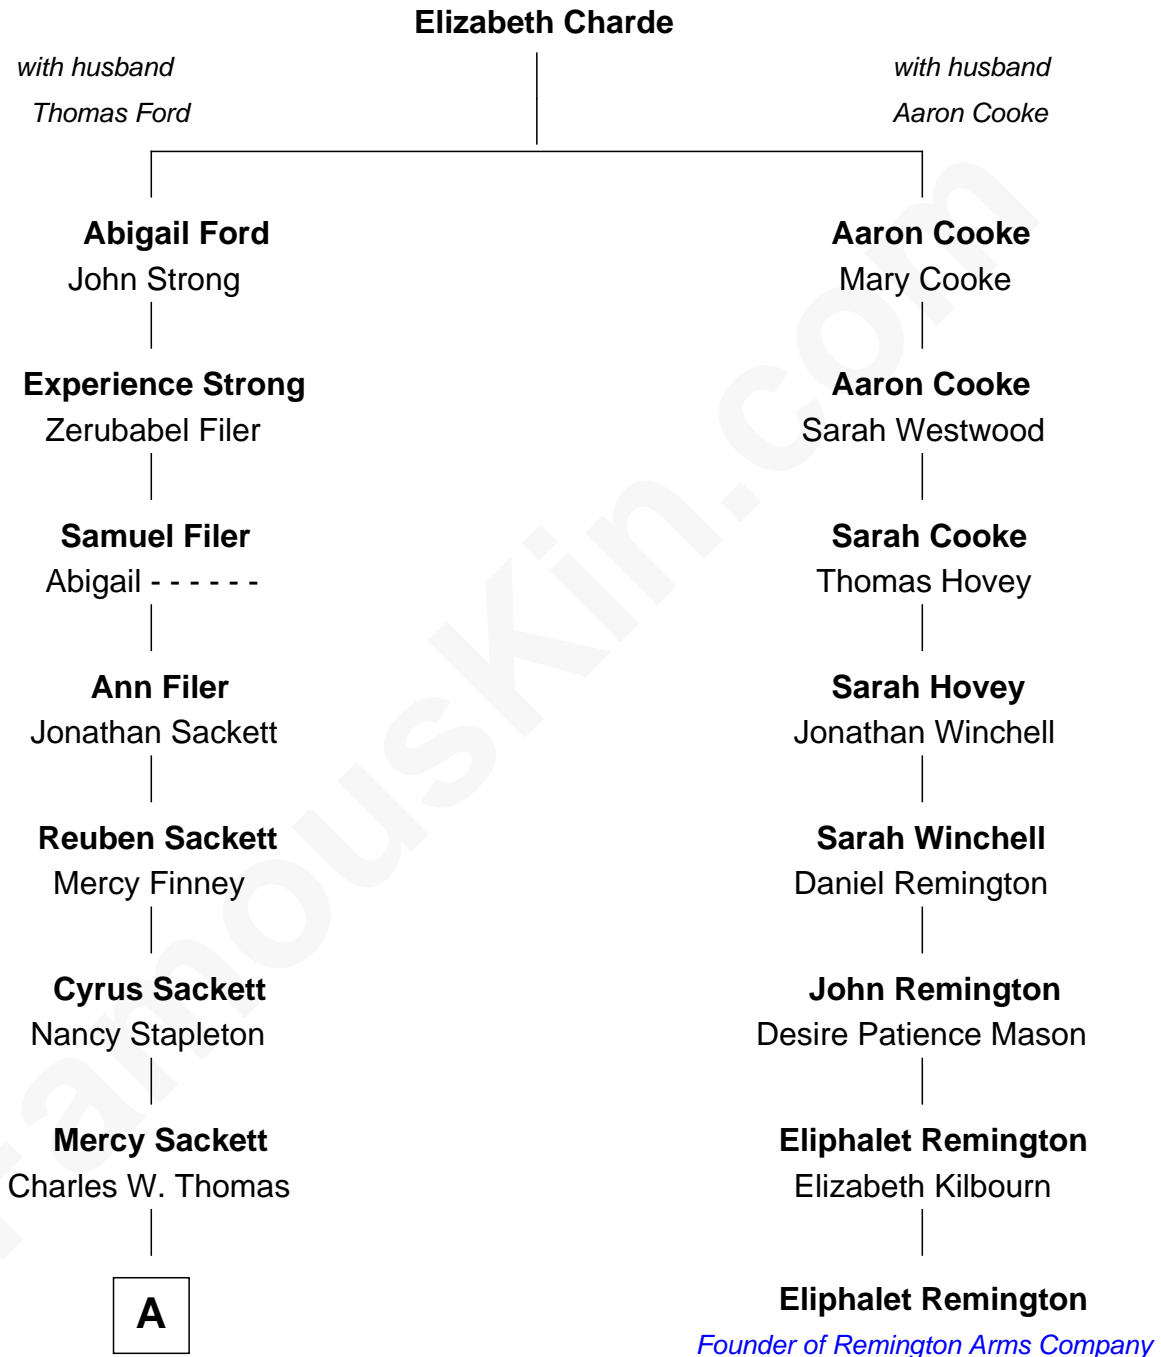 Elizabeth Charde
with husband
Thomas Ford
with husband
Aaron Cooke
Abigail Ford
John Strong
Experience Strong
Zerubabel Filer
Samuel Filer
Abigail - - - - - -
Ann Filer
Jonathan Sackett
Reuben Sackett
Mercy Finney
Cyrus Sackett
Nancy Stapleton
Mercy Sackett
Charles W. Thomas
A
Aaron Cooke
Mary Cooke
Aaron Cooke
Sarah Westwood
Sarah Cooke
Thomas Hovey
Sarah Hovey
Jonathan Winchell
Sarah Winchell
Daniel Remington
John Remington
Desire Patience Mason
Eliphalet Remington
Elizabeth Kilbourn
Eliphalet Remington
Founder of Remington Arms Company
FamousKin.com